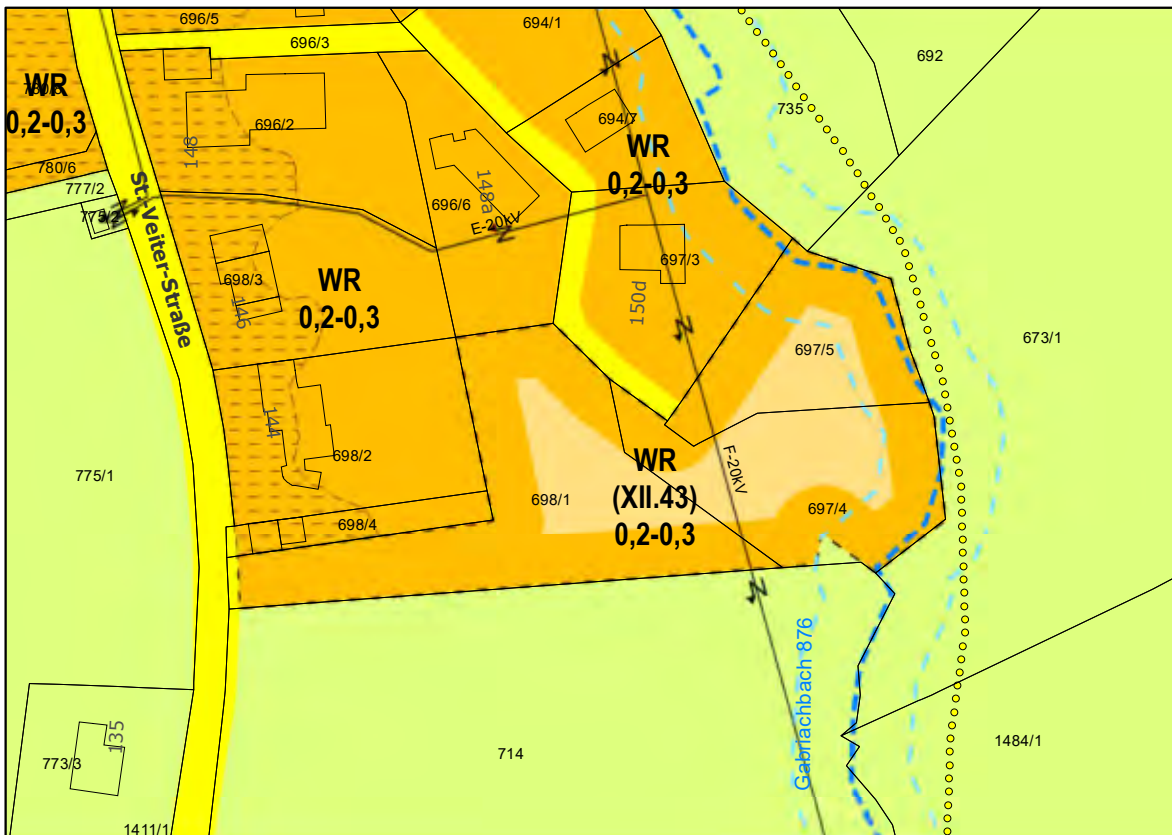 696/5
694/1
696/3
692
WR
0,2-0,3
735
696/2
694/7
148
WR
0,2-0,3
780/6
777/2
775/2
148a
696/6
E-20kV
St.-Veiter-Straße
697/3
698/3
WR
0,2-0,3
150d
145
673/1
697/5
144
698/2
F-20kV
775/1
WR
(XII.43)
0,2-0,3
698/1
697/4
698/4
Gabriachbach 876
135
714
1484/1
773/3
1411/1